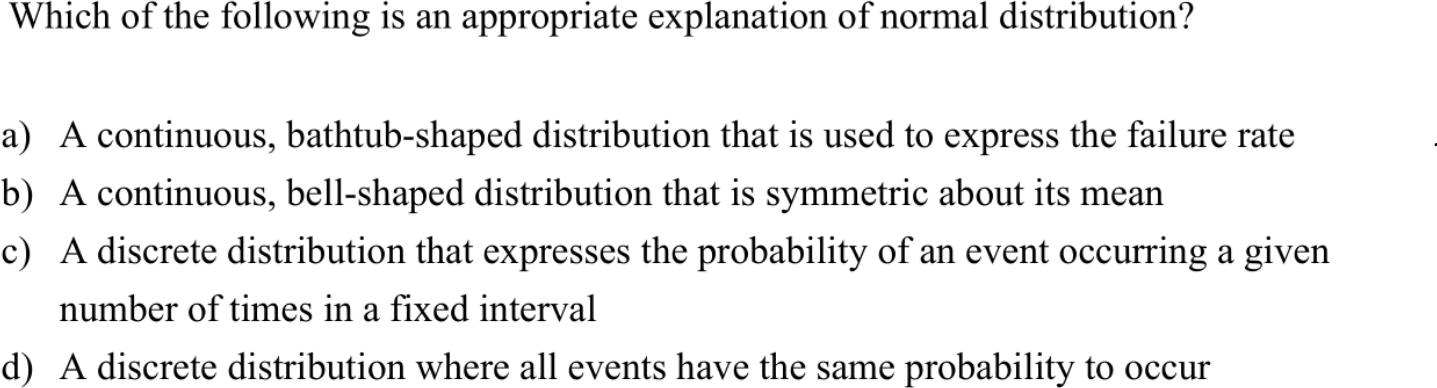 Which of the following is an appropriate explanation of normal distribution?
a) A continuous, bathtub-shaped distribution that is used to express the failure rate
b) A continuous, bell-shaped distribution that is symmetric about its mean
c) A discrete distribution that expresses the probability of an event occurring a given
number of times in a fixed interval
d) A discrete distribution where all events have the same probability to occur